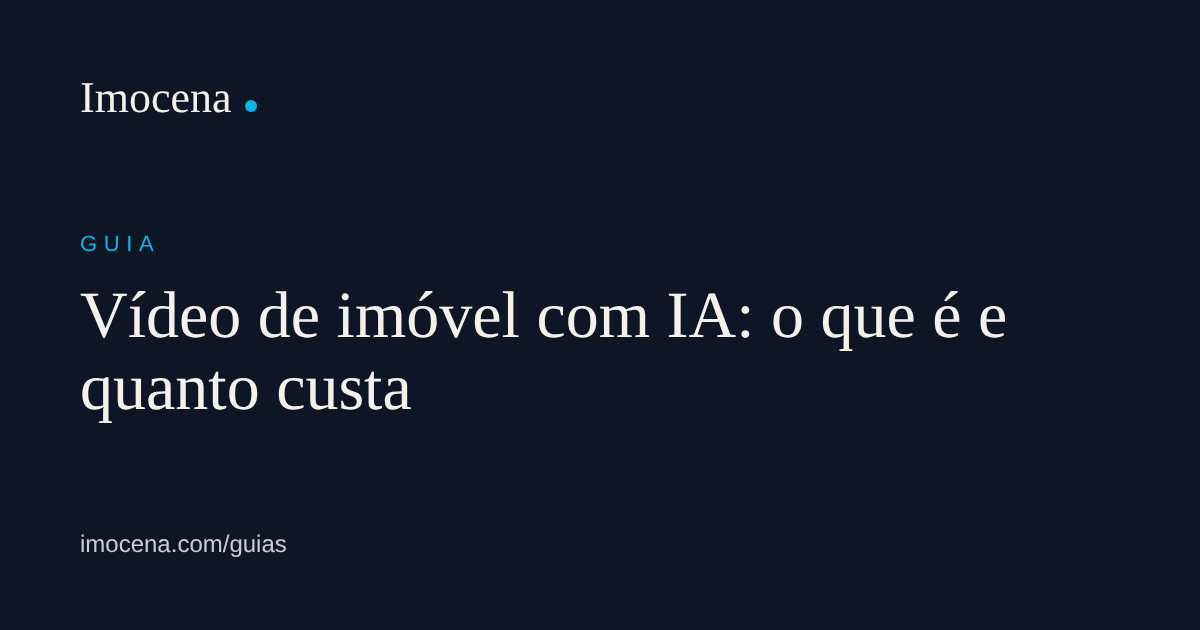 Imocena
GUIA
Vídeo de imóvel com IA: o que é e
quanto custa
imocena.com/guias